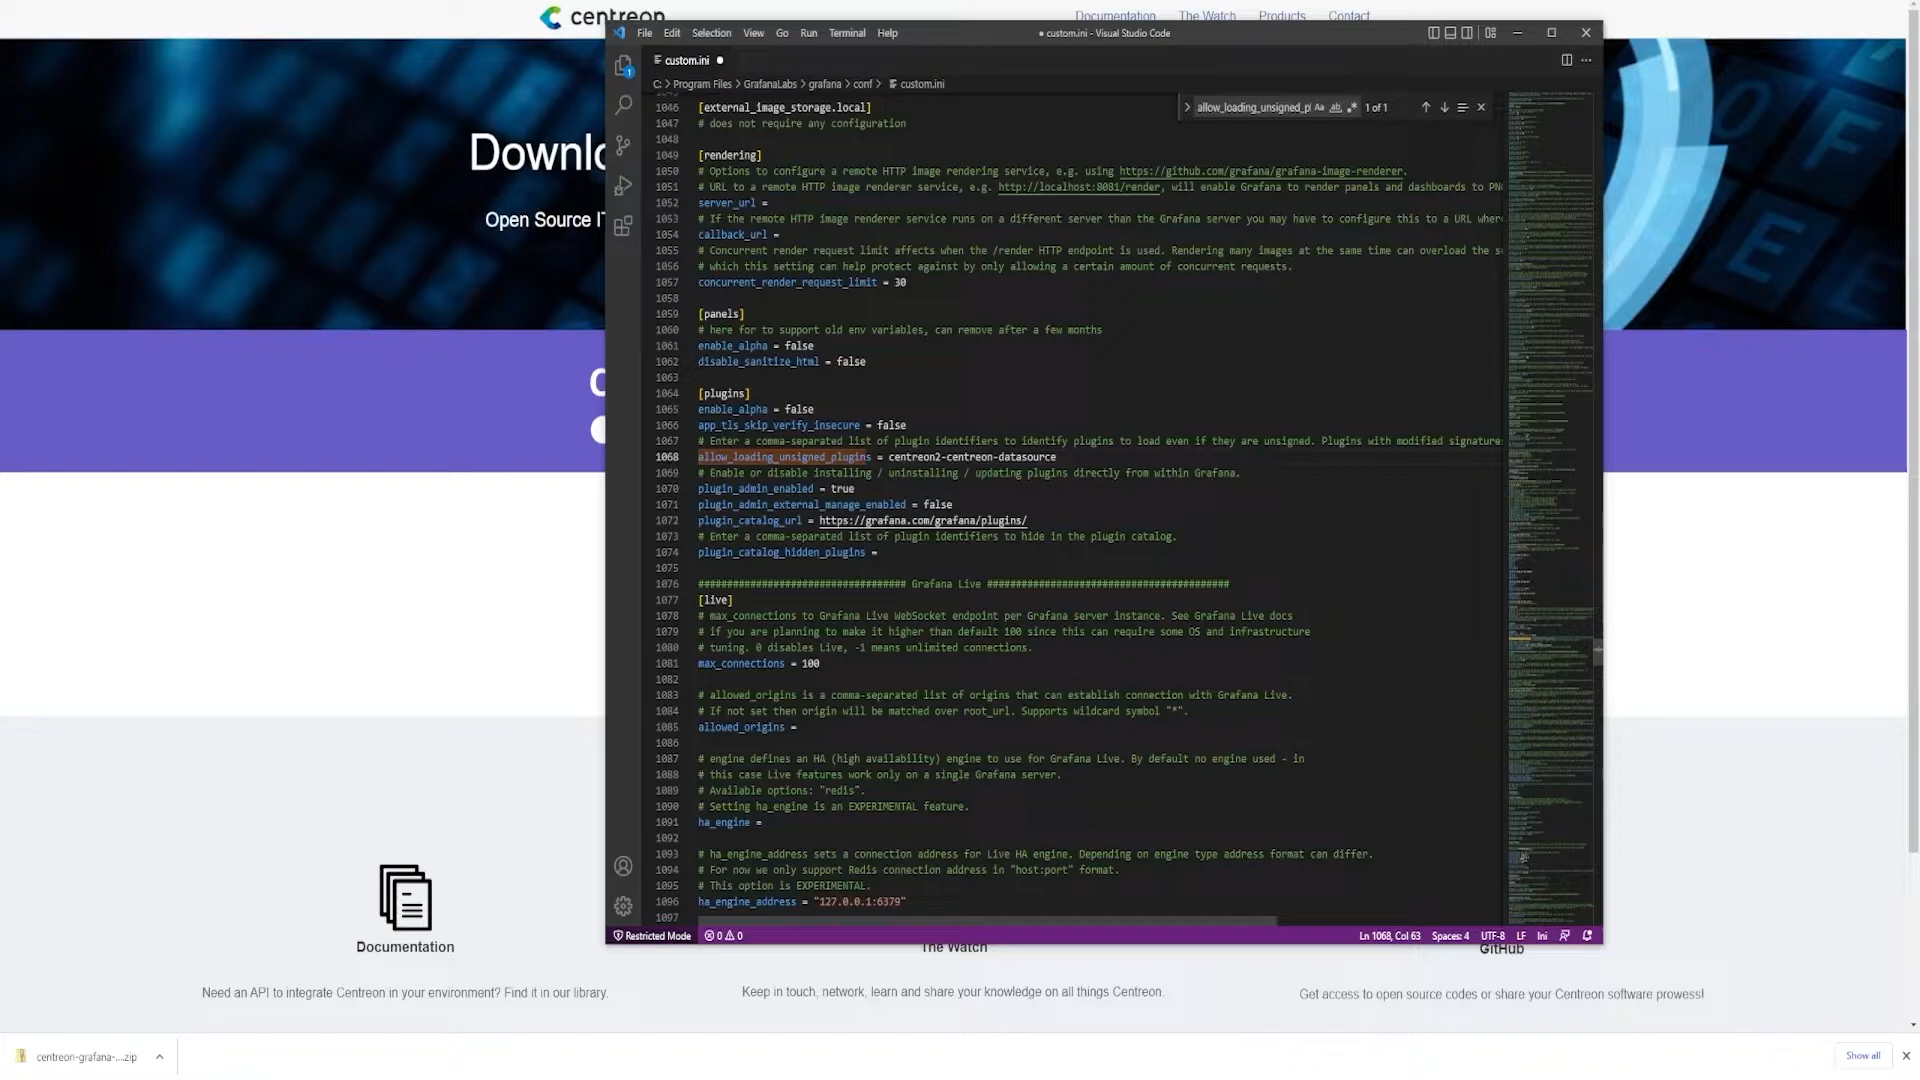 centreon
Documentation The Watch Products Contact
File Edit Selection View Go Run Terminal Help
● custom.ini - Visual Studio Code
custom.ini ●
C: > Program Files > GrafanaLabs > grafana > conf > custom.ini
allow_loading_unsigned_pl Aa ab 1 of 1
1046 [external_image_storage.local]
1047 # does not require any configuration
1048
1049 [rendering]
1050 # Options to configure a remote HTTP image rendering service, e.g. using https://github.com/grafana/grafana-image-renderer.
1051 # URL to a remote HTTP image renderer service, e.g. http://localhost:8081/render, will enable Grafana to render panels and dashboards to PN
1052 server_url =
1053 # If the remote HTTP image renderer service runs on a different server than the Grafana server you may have to configure this to a URL where
1054 callback_url =
1055 # Concurrent render request limit affects when the /render HTTP endpoint is used. Rendering many images at the same time can overload the s
1056 # which this setting can help protect against by only allowing a certain amount of concurrent requests.
1057 concurrent_render_request_limit = 30
1058
1059 [panels]
1060 # here for to support old env variables, can remove after a few months
1061 enable_alpha = false
1062 disable_sanitize_html = false
1063
1064 [plugins]
1065 enable_alpha = false
1066 app_tls_skip_verify_insecure = false
1067 # Enter a comma-separated list of plugin identifiers to identify plugins to load even if they are unsigned. Plugins with modified signature
1068 allow_loading_unsigned_plugins = centreon2-centreon-datasource
1069 # Enable or disable installing / uninstalling / updating plugins directly from within Grafana.
1070 plugin_admin_enabled = true
1071 plugin_admin_external_manage_enabled = false
1072 plugin_catalog_url = https://grafana.com/grafana/plugins/
1073 # Enter a comma-separated list of plugin identifiers to hide in the plugin catalog.
1074 plugin_catalog_hidden_plugins =
1075
1076 #################################### Grafana Live ##########################################
1077 [live]
1078 # max_connections to Grafana Live WebSocket endpoint per Grafana server instance. See Grafana Live docs
1079 # if you are planning to make it higher than default 100 since this can require some OS and infrastructure
1080 # tuning. 0 disables Live, -1 means unlimited connections.
1081 max_connections = 100
1082
1083 # allowed_origins is a comma-separated list of origins that can establish connection with Grafana Live.
1084 # If not set then origin will be matched over root_url. Supports wildcard symbol "*".
1085 allowed_origins =
1086
1087 # engine defines an HA (high availability) engine to use for Grafana Live. By default no engine used - in
1088 # this case Live features work only on a single Grafana server.
1089 # Available options: "redis".
1090 # Setting ha_engine is an EXPERIMENTAL feature.
1091 ha_engine =
1092
1093 # ha_engine_address sets a connection address for Live HA engine. Depending on engine type address format can differ.
1094 # For now we only support Redis connection address in "host:port" format.
1095 # This option is EXPERIMENTAL.
1096 ha_engine_address = "127.0.0.1:6379"
1097
Restricted Mode 0 0 Ln 1068, Col 63 Spaces: 4 UTF-8 LF Ini
Downlo
Open Source IT
Documentation The Watch GitHub
Need an API to integrate Centreon in your environment? Find it in our library.
Keep in touch, network, learn and share your knowledge on all things Centreon.
Get access to open source codes or share your Centreon software prowess!
centreon-grafana-....zip
Show all